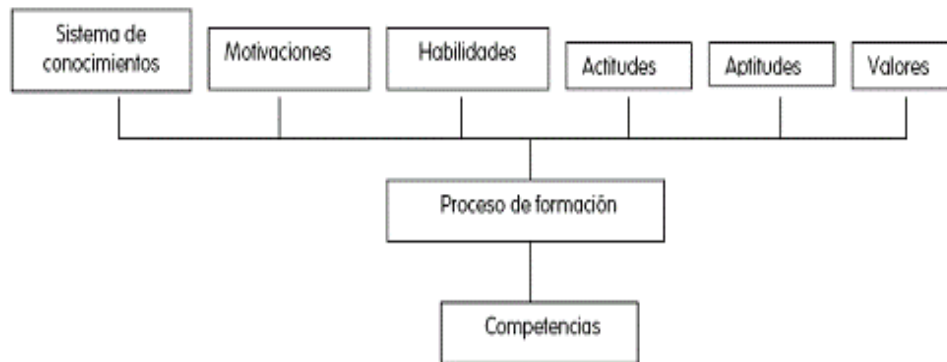 Sistema de
conocimientos
Motivaciones
Habilidades
Actitudes
Aptitudes
Valores
Proceso de formación
Competencias